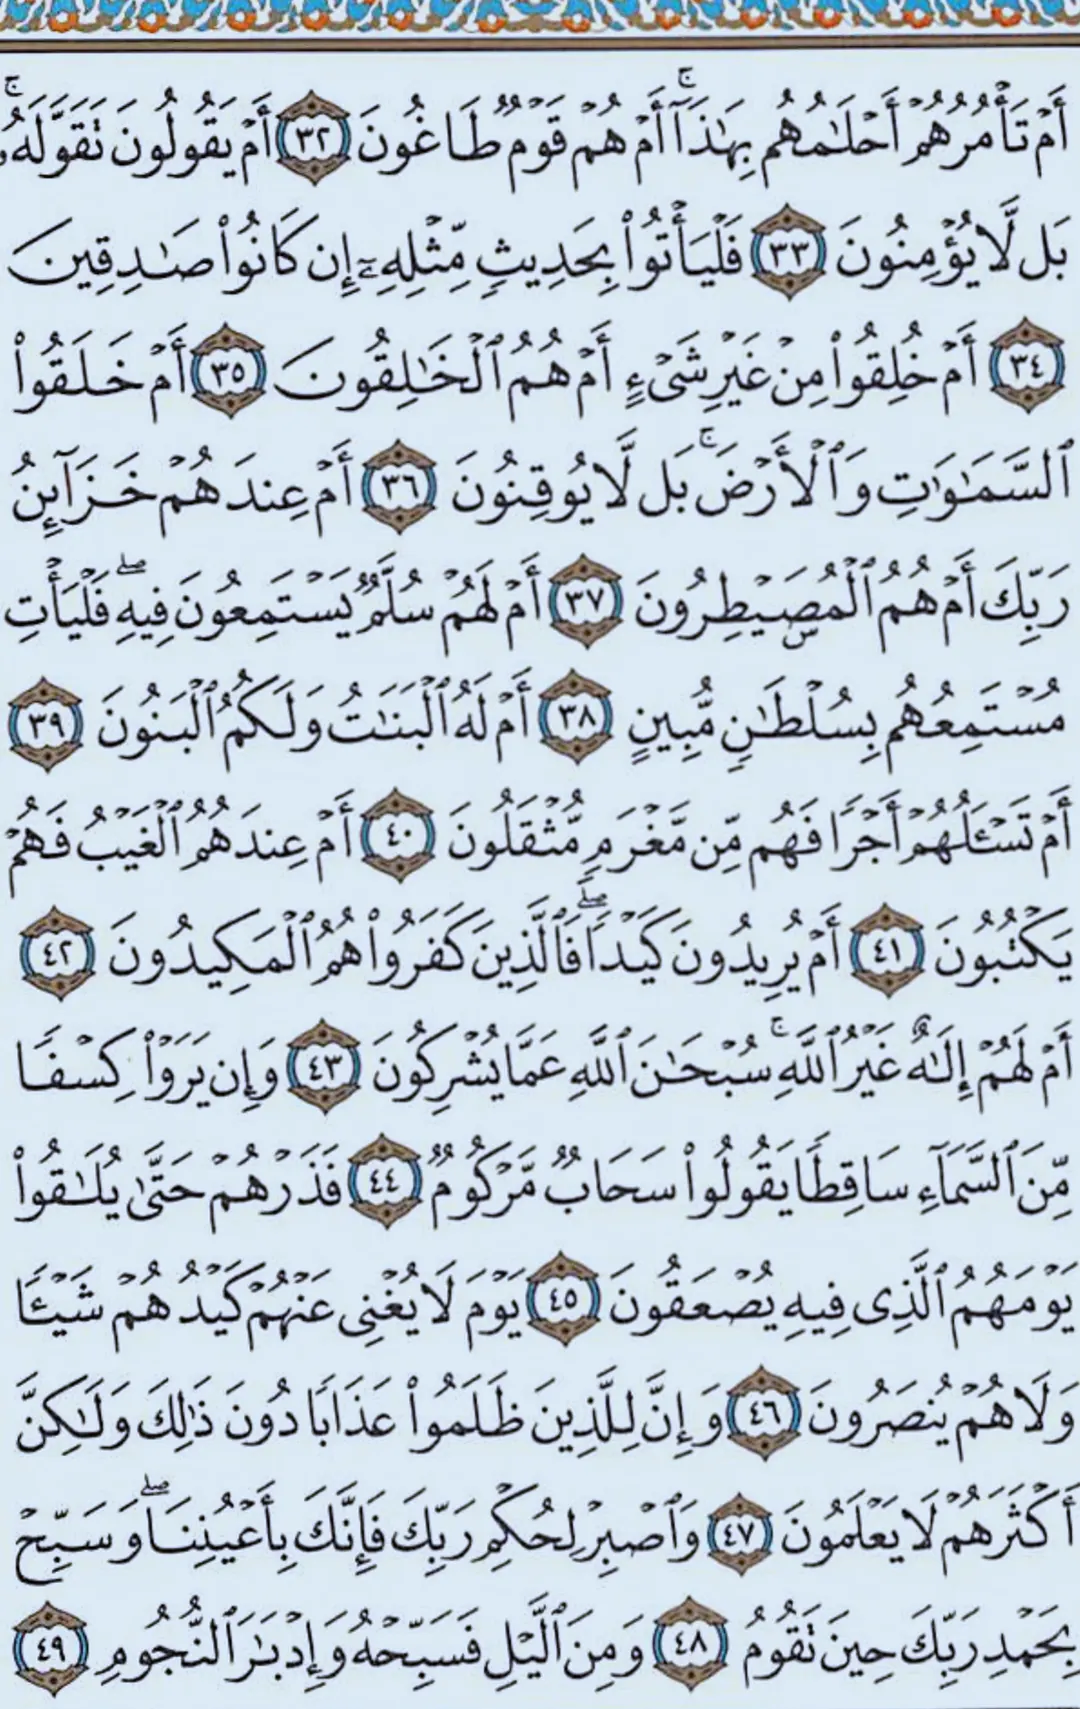 أَمْ تَأْمُرُهُمْ أَحْلَـٰمُهُم بِهَـٰذَآ ۚ أَمْ هُمْ قَوْمٌ طَاغُونَ ٣٢ أَمْ يَقُولُونَ تَقَوَّلَهُۥ ۚ
بَل لَّا يُؤْمِنُونَ ٣٣ فَلْيَأْتُوا۟ بِحَدِيثٍ مِّثْلِهِۦٓ إِن كَانُوا۟ صَـٰدِقِينَ
٣٤ أَمْ خُلِقُوا۟ مِنْ غَيْرِ شَىْءٍ أَمْ هُمُ ٱلْخَـٰلِقُونَ ٣٥ أَمْ خَلَقُوا۟
ٱلسَّمَـٰوَٰتِ وَٱلْأَرْضَ ۚ بَل لَّا يُوقِنُونَ ٣٦ أَمْ عِندَهُمْ خَزَآئِنُ
رَبِّكَ أَمْ هُمُ ٱلْمُصَۣيْطِرُونَ ٣٧ أَمْ لَهُمْ سُلَّمٌ يَسْتَمِعُونَ فِيهِ ۖ فَلْيَأْتِ
مُسْتَمِعُهُم بِسُلْطَـٰنٍ مُّبِينٍ ٣٨ أَمْ لَهُ ٱلْبَنَـٰتُ وَلَكُمُ ٱلْبَنُونَ ٣٩
أَمْ تَسْـَٔلُهُمْ أَجْرًا فَهُم مِّن مَّغْرَمٍ مُّثْقَلُونَ ٤٠ أَمْ عِندَهُمُ ٱلْغَيْبُ فَهُمْ
يَكْتُبُونَ ٤١ أَمْ يُرِيدُونَ كَيْدًا ۖ فَٱلَّذِينَ كَفَرُوا۟ هُمُ ٱلْمَكِيدُونَ ٤٢
أَمْ لَهُمْ إِلَـٰهٌ غَيْرُ ٱللَّهِ ۚ سُبْحَـٰنَ ٱللَّهِ عَمَّا يُشْرِكُونَ ٤٣ وَإِن يَرَوْا۟ كِسْفًا
مِّنَ ٱلسَّمَآءِ سَاقِطًا يَقُولُوا۟ سَحَابٌ مَّرْكُومٌ ٤٤ فَذَرْهُمْ حَتَّىٰ يُلَـٰقُوا۟
يَوْمَهُمُ ٱلَّذِى فِيهِ يُصْعَقُونَ ٤٥ يَوْمَ لَا يُغْنِى عَنْهُمْ كَيْدُهُمْ شَيْـًٔا
وَلَا هُمْ يُنصَرُونَ ٤٦ وَإِنَّ لِلَّذِينَ ظَلَمُوا۟ عَذَابًا دُونَ ذَٰلِكَ وَلَـٰكِنَّ
أَكْثَرَهُمْ لَا يَعْلَمُونَ ٤٧ وَٱصْبِرْ لِحُكْمِ رَبِّكَ فَإِنَّكَ بِأَعْيُنِنَا ۖ وَسَبِّحْ
بِحَمْدِ رَبِّكَ حِينَ تَقُومُ ٤٨ وَمِنَ ٱلَّيْلِ فَسَبِّحْهُ وَإِدْبَـٰرَ ٱلنُّجُومِ ٤٩